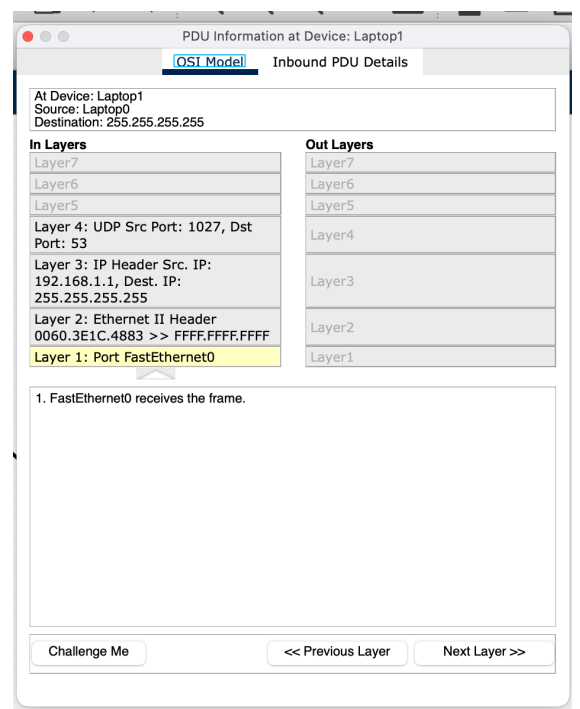 PDU Information at Device: Laptop1
OSI Model
Inbound PDU Details
At Device: Laptop1
Source: Laptop0
Destination: 255.255.255.255
In Layers
Layer7
Layer6
Layer5
Layer 4: UDP Src Port: 1027, Dst
Port: 53
Layer 3: IP Header Src. IP:
192.168.1.1, Dest. IP:
255.255.255.255
Layer 2: Ethernet II Header
0060.3E1C.4883 >> FFFF.FFFF.FFFF
Layer 1: Port FastEthernet0
Out Layers
Layer7
Layer6
Layer5
Layer4
Layer3
Layer2
Layer1
1. FastEthernet0 receives the frame.
Challenge Me
<< Previous Layer
Next Layer >>